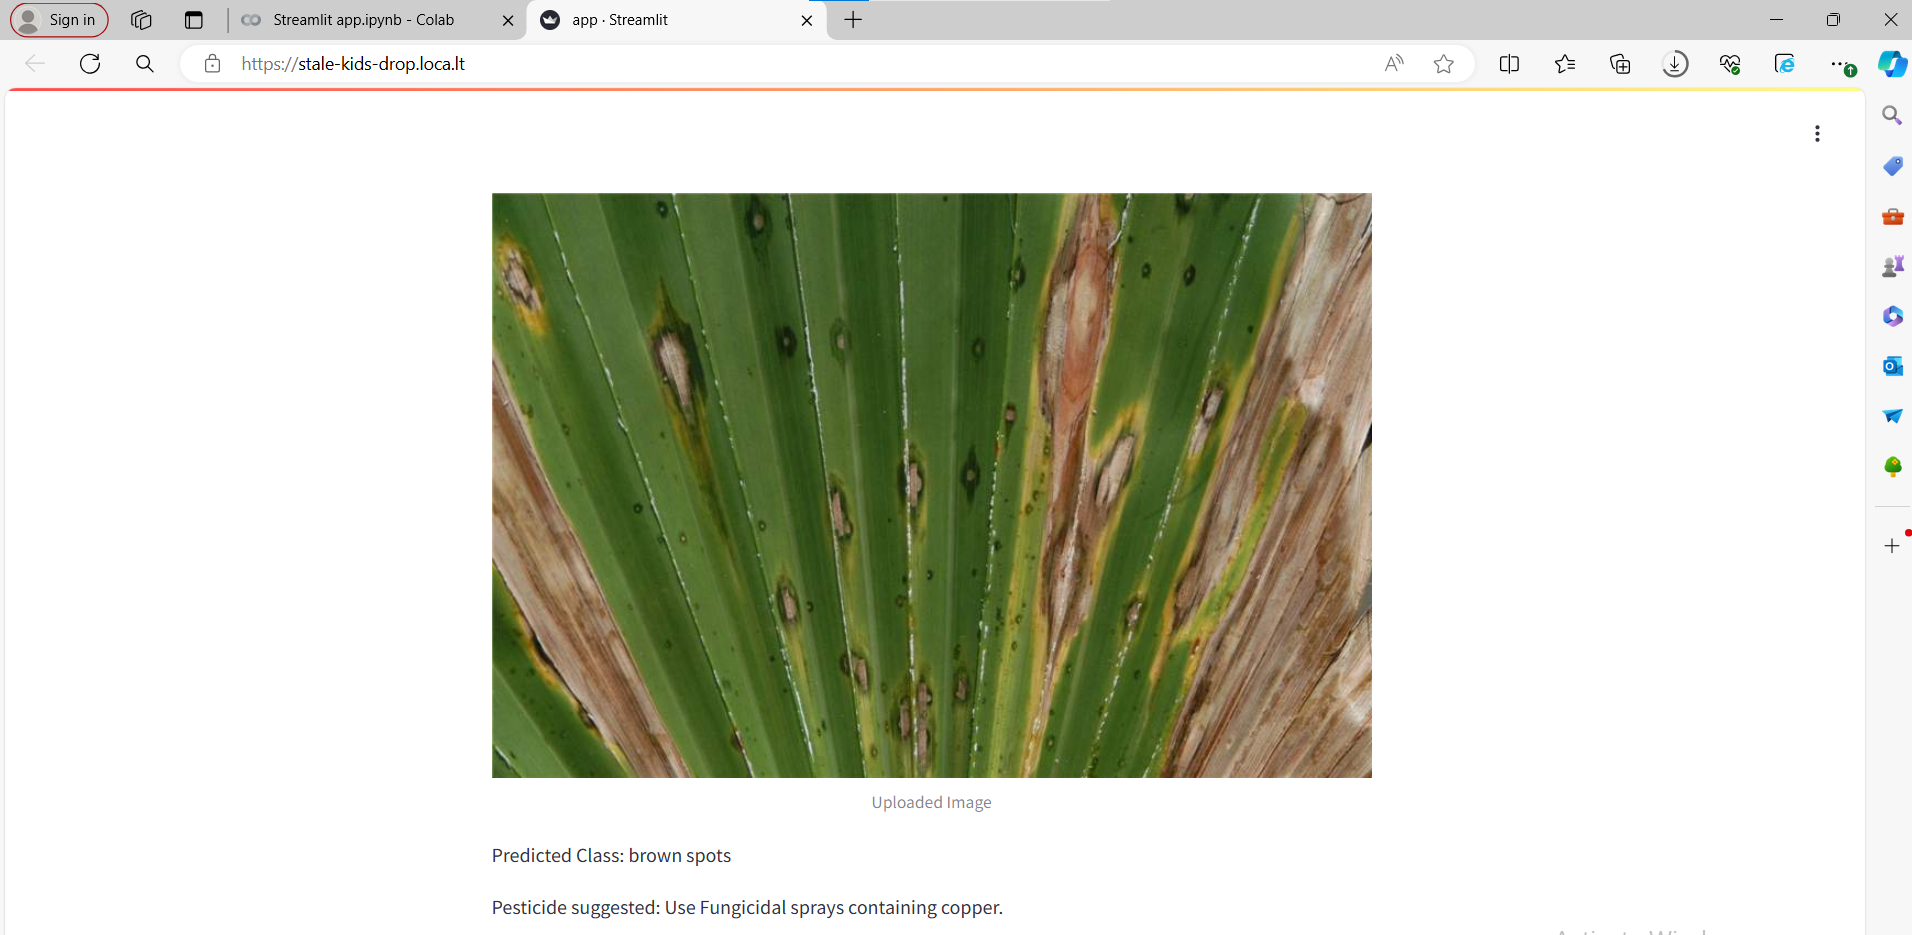 Sign in
Streamlit app.ipynb - Colab
app · Streamlit
https://stale-kids-drop.loca.lt
Uploaded Image
Predicted Class: brown spots
Pesticide suggested: Use Fungicidal sprays containing copper.